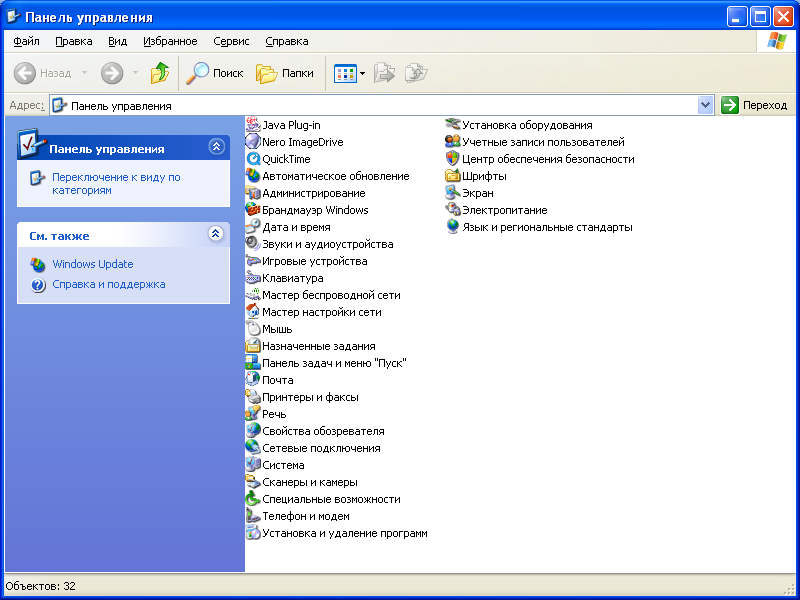 Панель управления
Файл Правка Вид Избранное Сервис Справка
Назад Поиск Папки
Адрес: Панель управления Переход
Панель управления
Переключение к виду по
категориям
См. также
Windows Update
Справка и поддержка
Java Plug-in
Nero ImageDrive
QuickTime
Автоматическое обновление
Администрирование
Брандмауэр Windows
Дата и время
Звуки и аудиоустройства
Игровые устройства
Клавиатура
Мастер беспроводной сети
Мастер настройки сети
Мышь
Назначенные задания
Панель задач и меню "Пуск"
Почта
Принтеры и факсы
Речь
Свойства обозревателя
Сетевые подключения
Система
Сканеры и камеры
Специальные возможности
Телефон и модем
Установка и удаление программ
Установка оборудования
Учетные записи пользователей
Центр обеспечения безопасности
Шрифты
Экран
Электропитание
Язык и региональные стандарты
Объектов: 32